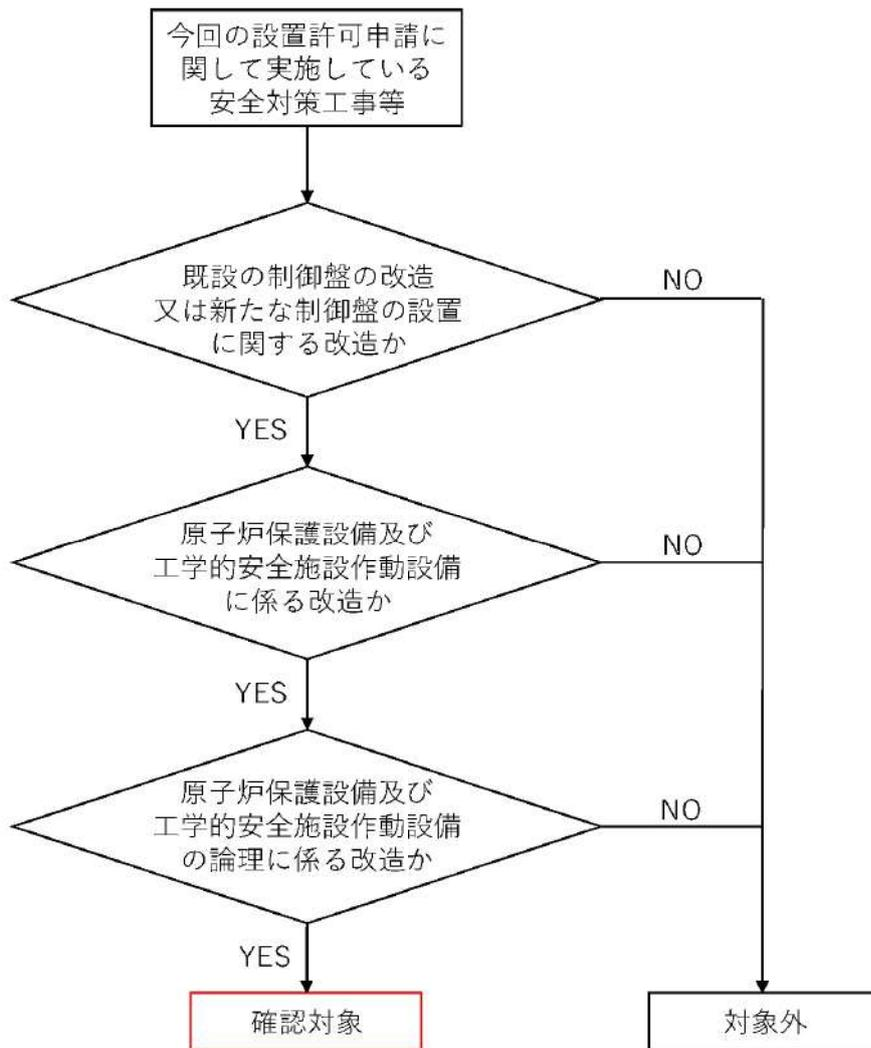 今回の設置許可申請に
関して実施している
安全対策工事等
既設の制御盤の改造
又は新たな制御盤の設置
に関する改造か
NO
YES
原子炉保護設備及び
工学的安全施設作動設備
に係る改造か
NO
YES
原子炉保護設備及び
工学的安全施設作動設備
の論理に係る改造か
NO
YES
確認対象
対象外